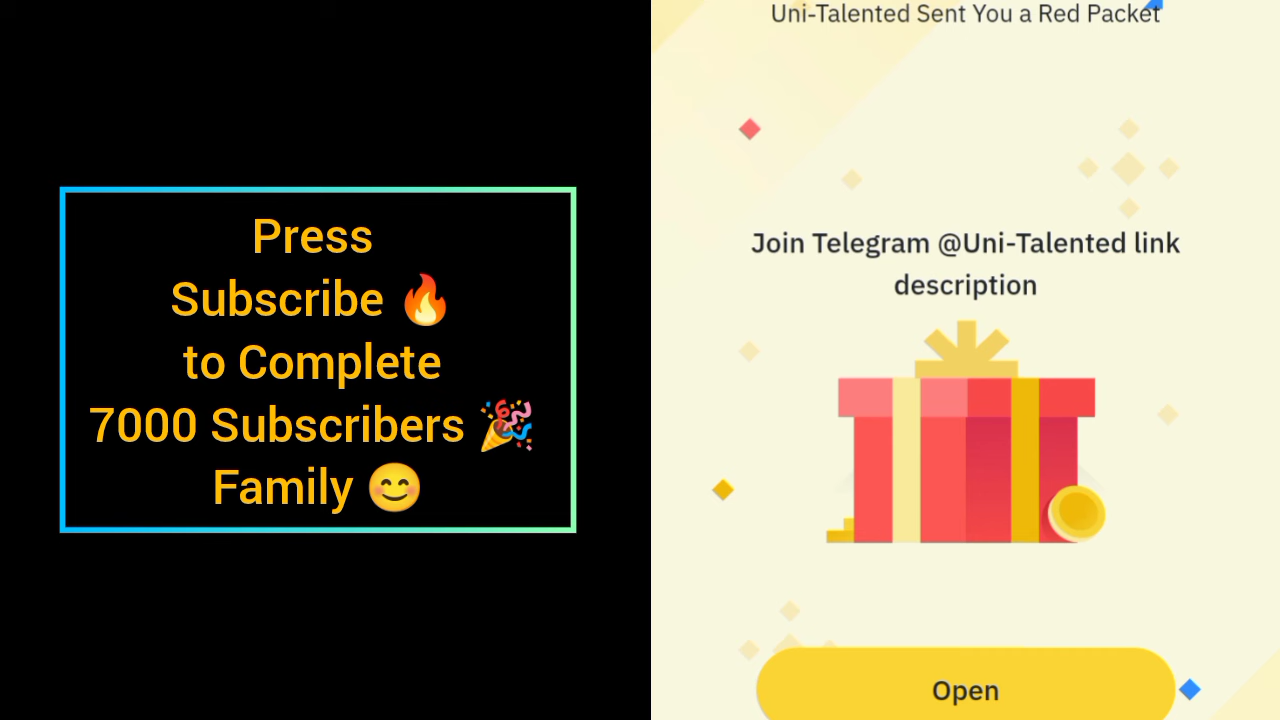 Press
Subscribe 🔥
to Complete
7000 Subscribers 🎉
Family 😊
Uni-Talented Sent You a Red Packet
Join Telegram @Uni-Talented link
description
Open